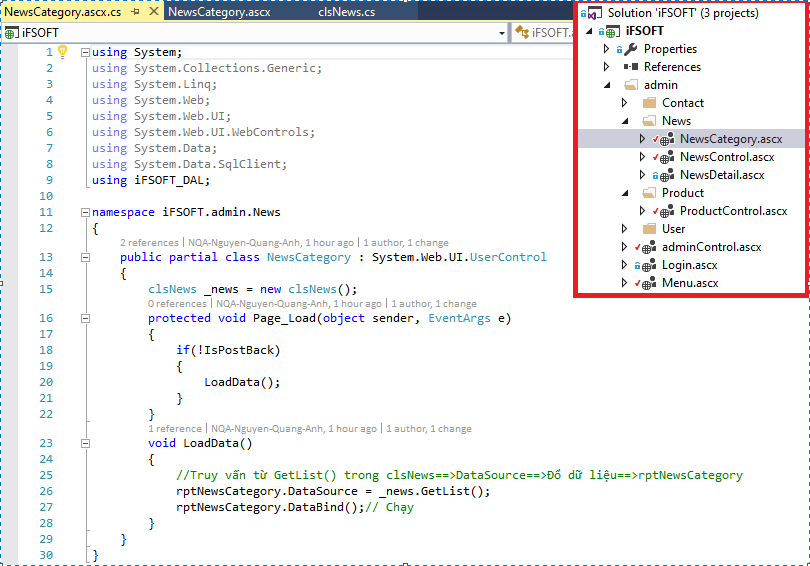 NewsCategory.ascx.cs NewsCategory.ascx clsNews.cs
iFSOFT iFSOFT.a
1 using System;
2 using System.Collections.Generic;
3 using System.Linq;
4 using System.Web;
5 using System.Web.UI;
6 using System.Web.UI.WebControls;
7 using System.Data;
8 using System.Data.SqlClient;
9 using iFSOFT_DAL;
10
11 namespace iFSOFT.admin.News
12 {
2 references | NQA-Nguyen-Quang-Anh, 1 hour ago | 1 author, 1 change
13 public partial class NewsCategory : System.Web.UI.UserControl
14 {
15 clsNews _news = new clsNews();
0 references | NQA-Nguyen-Quang-Anh, 1 hour ago | 1 author, 1 change
16 protected void Page_Load(object sender, EventArgs e)
17 {
18 if(!IsPostBack)
19 {
20 LoadData();
21 }
22 }
1 reference | NQA-Nguyen-Quang-Anh, 1 hour ago | 1 author, 1 change
23 void LoadData()
24 {
25 //Truy vấn từ GetList() trong clsNews==>DataSource==>Đổ dữ liệu==>rptNewsCategory
26 rptNewsCategory.DataSource = _news.GetList();
27 rptNewsCategory.DataBind();// Chạy
28 }
29 }
30 }
Solution 'iFSOFT' (3 projects)
iFSOFT
Properties
References
admin
Contact
News
NewsCategory.ascx
NewsControl.ascx
NewsDetail.ascx
Product
ProductControl.ascx
User
adminControl.ascx
Login.ascx
Menu.ascx